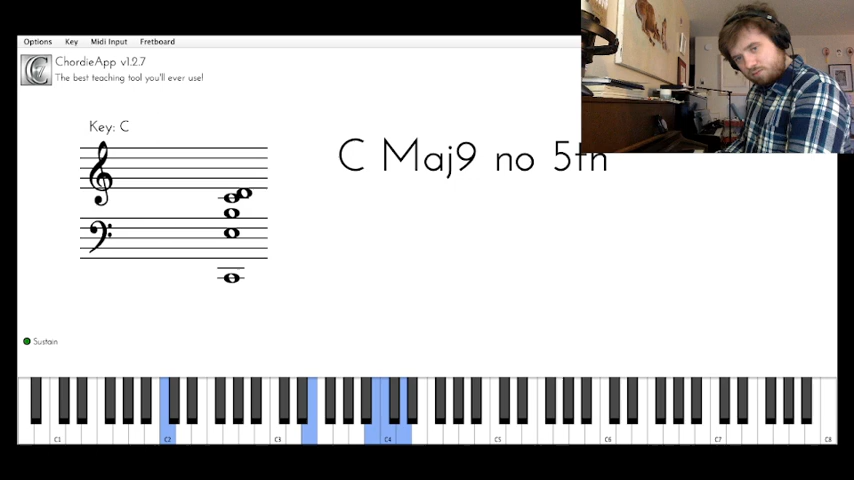 Options Key Midi Input Fretboard
ChordieApp v1.2.7
The best teaching tool you'll ever use!
Key: C
C Maj9 no 5th
Sustain
C1 C2 C3 C4 C5 C6 C7 C8